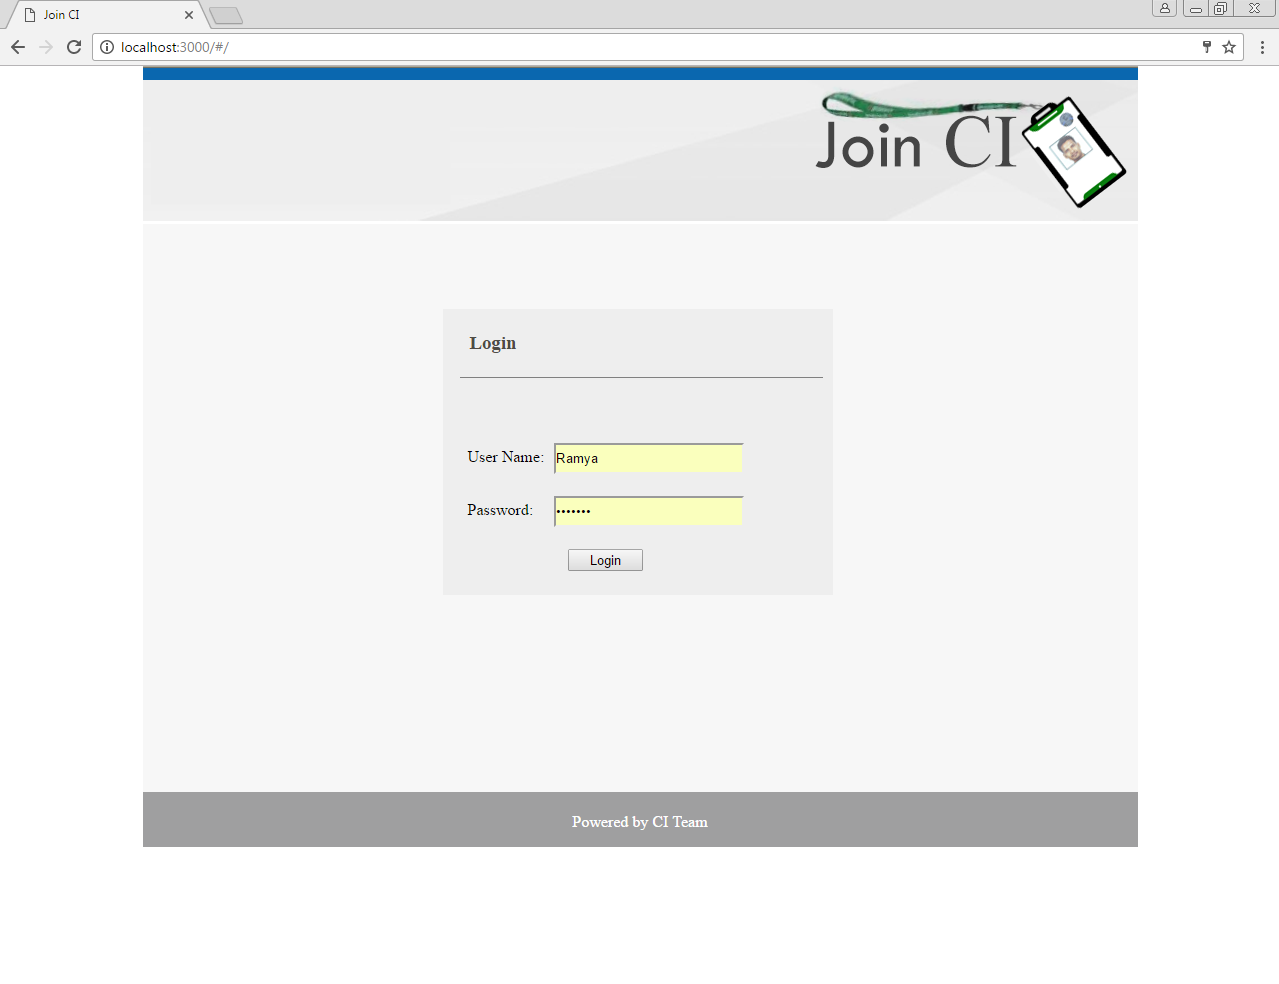 Join CI
localhost:3000/#/
Join CI
Login
User Name: Ramya
Password: •••••••
Login
Powered by CI Team